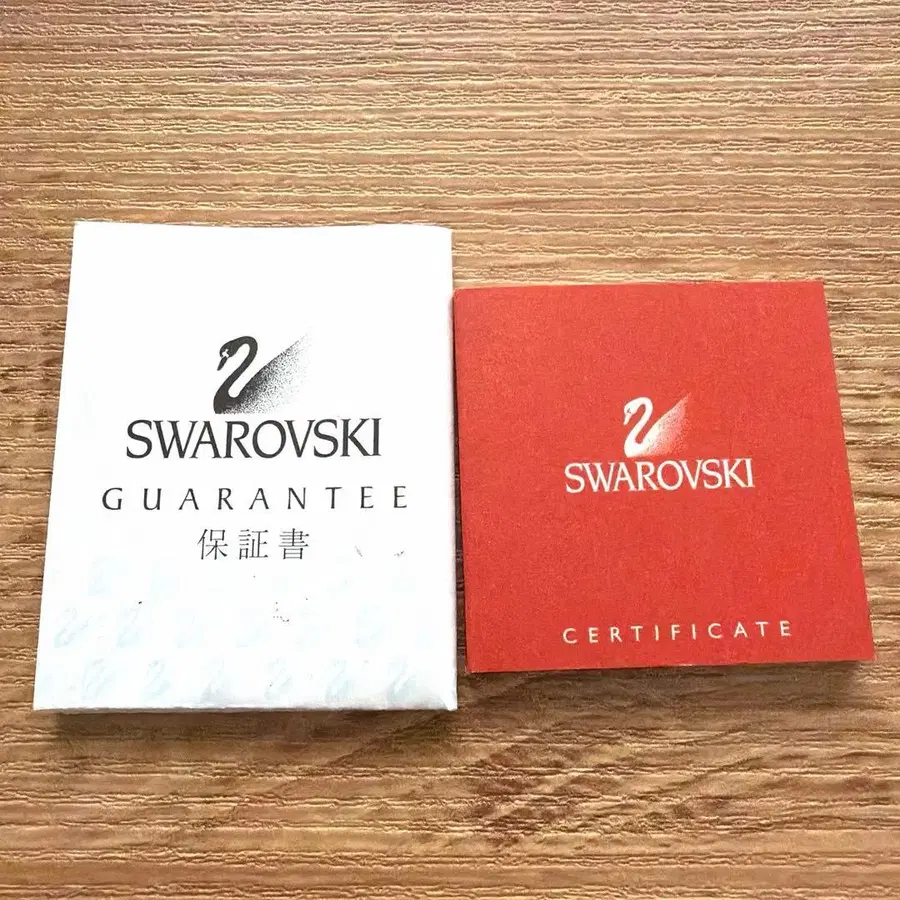 SWAROVSKI
GUARANTEE
保証書
SWAROVSKI
CERTIFICATE